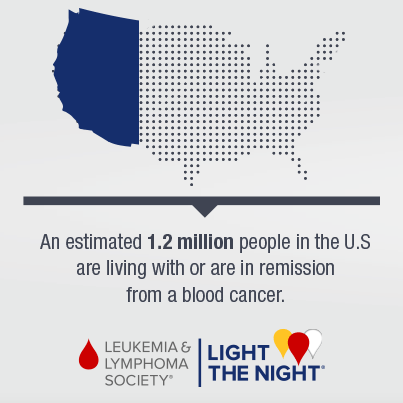 An estimated 1.2 million people in the U.S
are living with or are in remission
from a blood cancer.
LEUKEMIA &
LYMPHOMA
SOCIETY®
LIGHT
THE NIGHT®